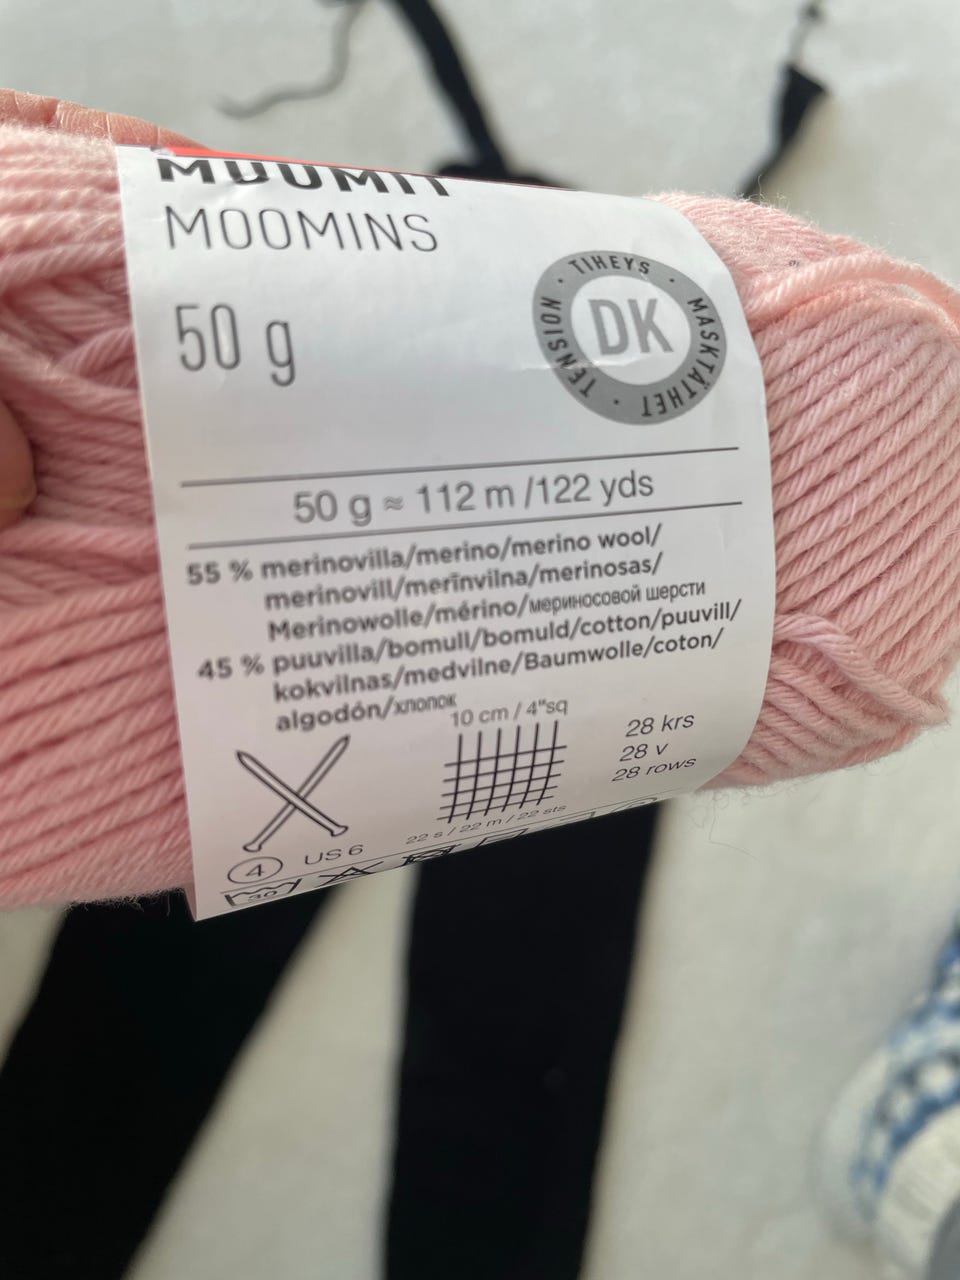 MUUMIT
MOOMINS
50 g
TIHEYS · MASKTÄTHET · TENSION ·
DK
50 g ≈ 112 m /122 yds
55 % merinovilla/merino/merino wool/
merinovill/merīnvilna/merinosas/
Merinowolle/mérino/мериносовой шерсти
45 % puuvilla/bomull/bomuld/cotton/puuvill/
kokvilnas/medvilne/Baumwolle/coton/
algodón/хлопок
10 cm / 4"sq
28 krs
28 v
28 rows
22 s / 22 m / 22 sts
4 US 6
30